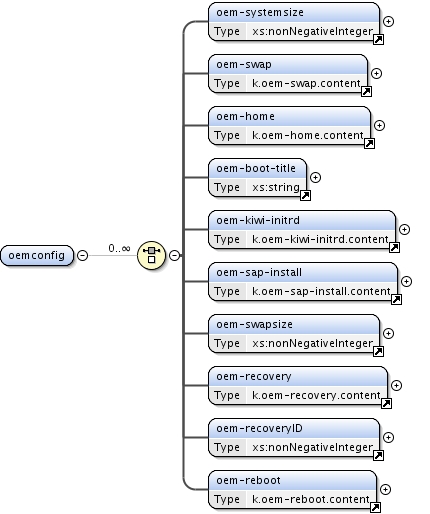 oem-systemsize
Type xs:nonNegativeInteger
oem-swap
Type k.oem-swap.content
oem-home
Type k.oem-home.content
oem-boot-title
Type xs:string
oem-kiwi-initrd
Type k.oem-kiwi-initrd.content
oemconfig 0..∞
oem-sap-install
Type k.oem-sap-install.content
oem-swapsize
Type xs:nonNegativeInteger
oem-recovery
Type k.oem-recovery.content
oem-recoveryID
Type xs:nonNegativeInteger
oem-reboot
Type k.oem-reboot.content